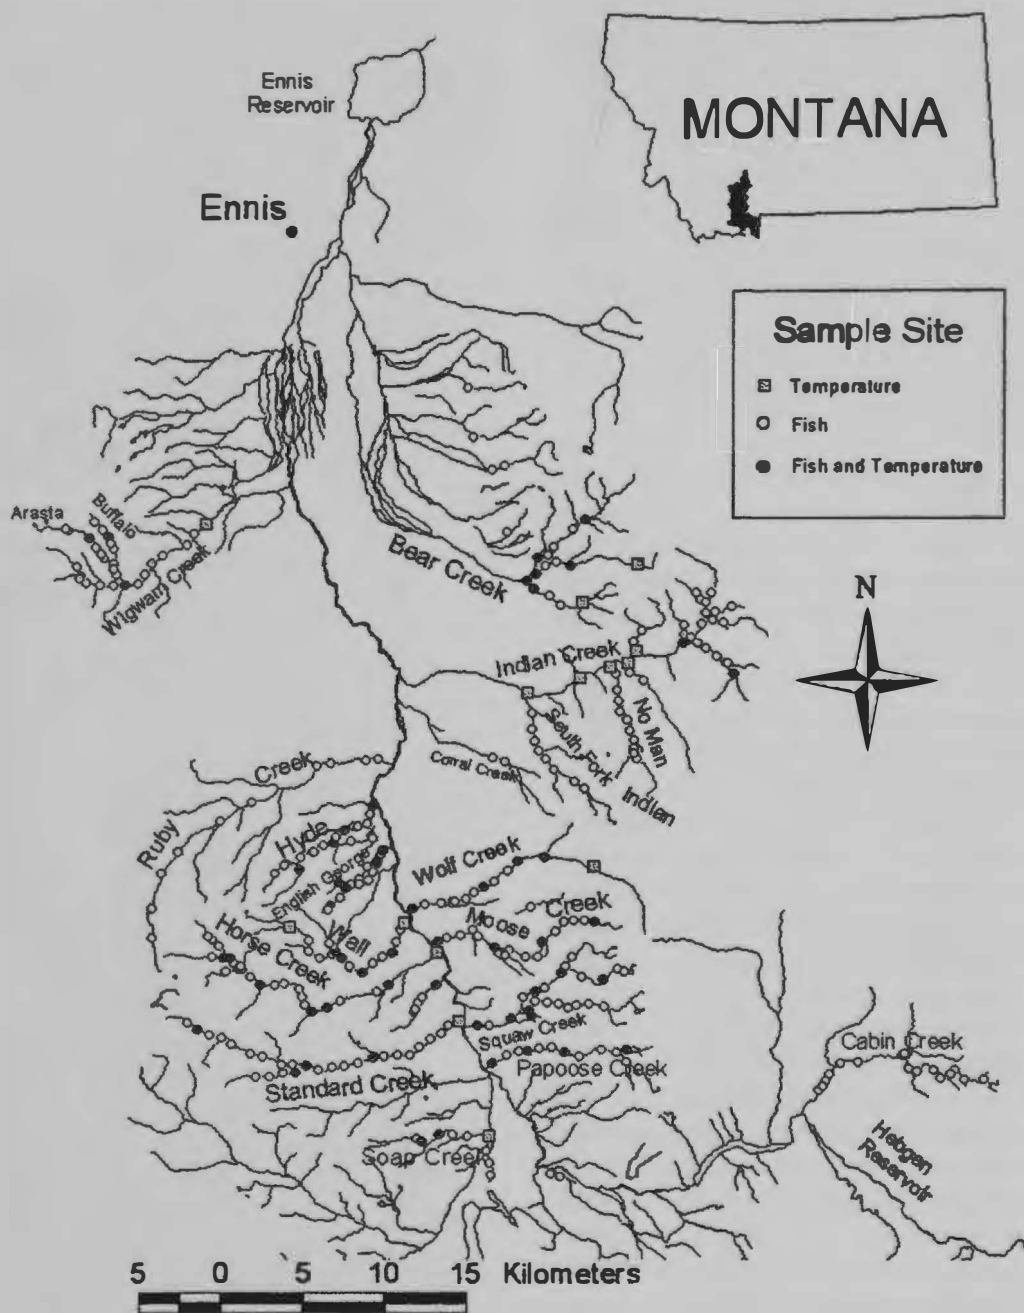 Ennis
Reservoir
MONTANA
Ennis
Sample Site
Temperature
Fish
Fish and Temperature
Arasta
Buffalo
Wigwam Creek
Bear Creek
N
Indian Creek
No Man
South Fork
Indian
Corral Creek
Creek
Ruby
Hyde
English George
Wolf Creek
Moose
Creek
Wall
Horse Creek
Squaw Creek
Cabin Creek
Papoose Creek
Standard Creek
Hebgen
Reservoir
Soap Creek
5 0 5 10 15 Kilometers